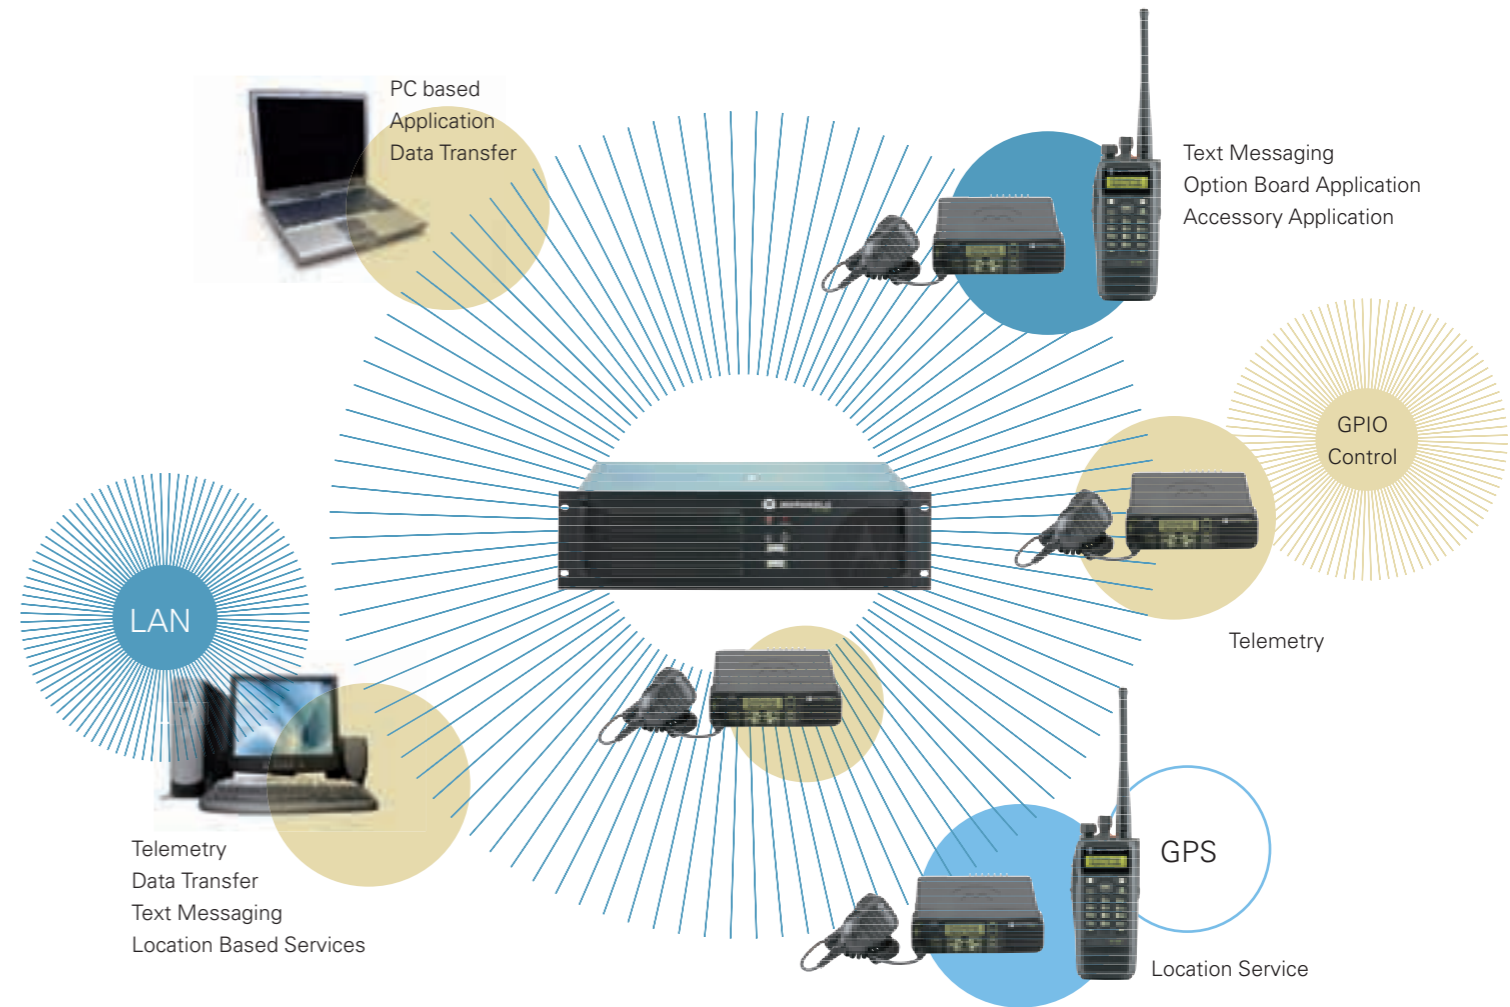 PC based
Application
Data Transfer
Text Messaging
Option Board Application
Accessory Application
GPIO
Control
MOTOROLA
LAN
Telemetry
Telemetry
Data Transfer
Text Messaging
Location Based Services
GPS
Location Service